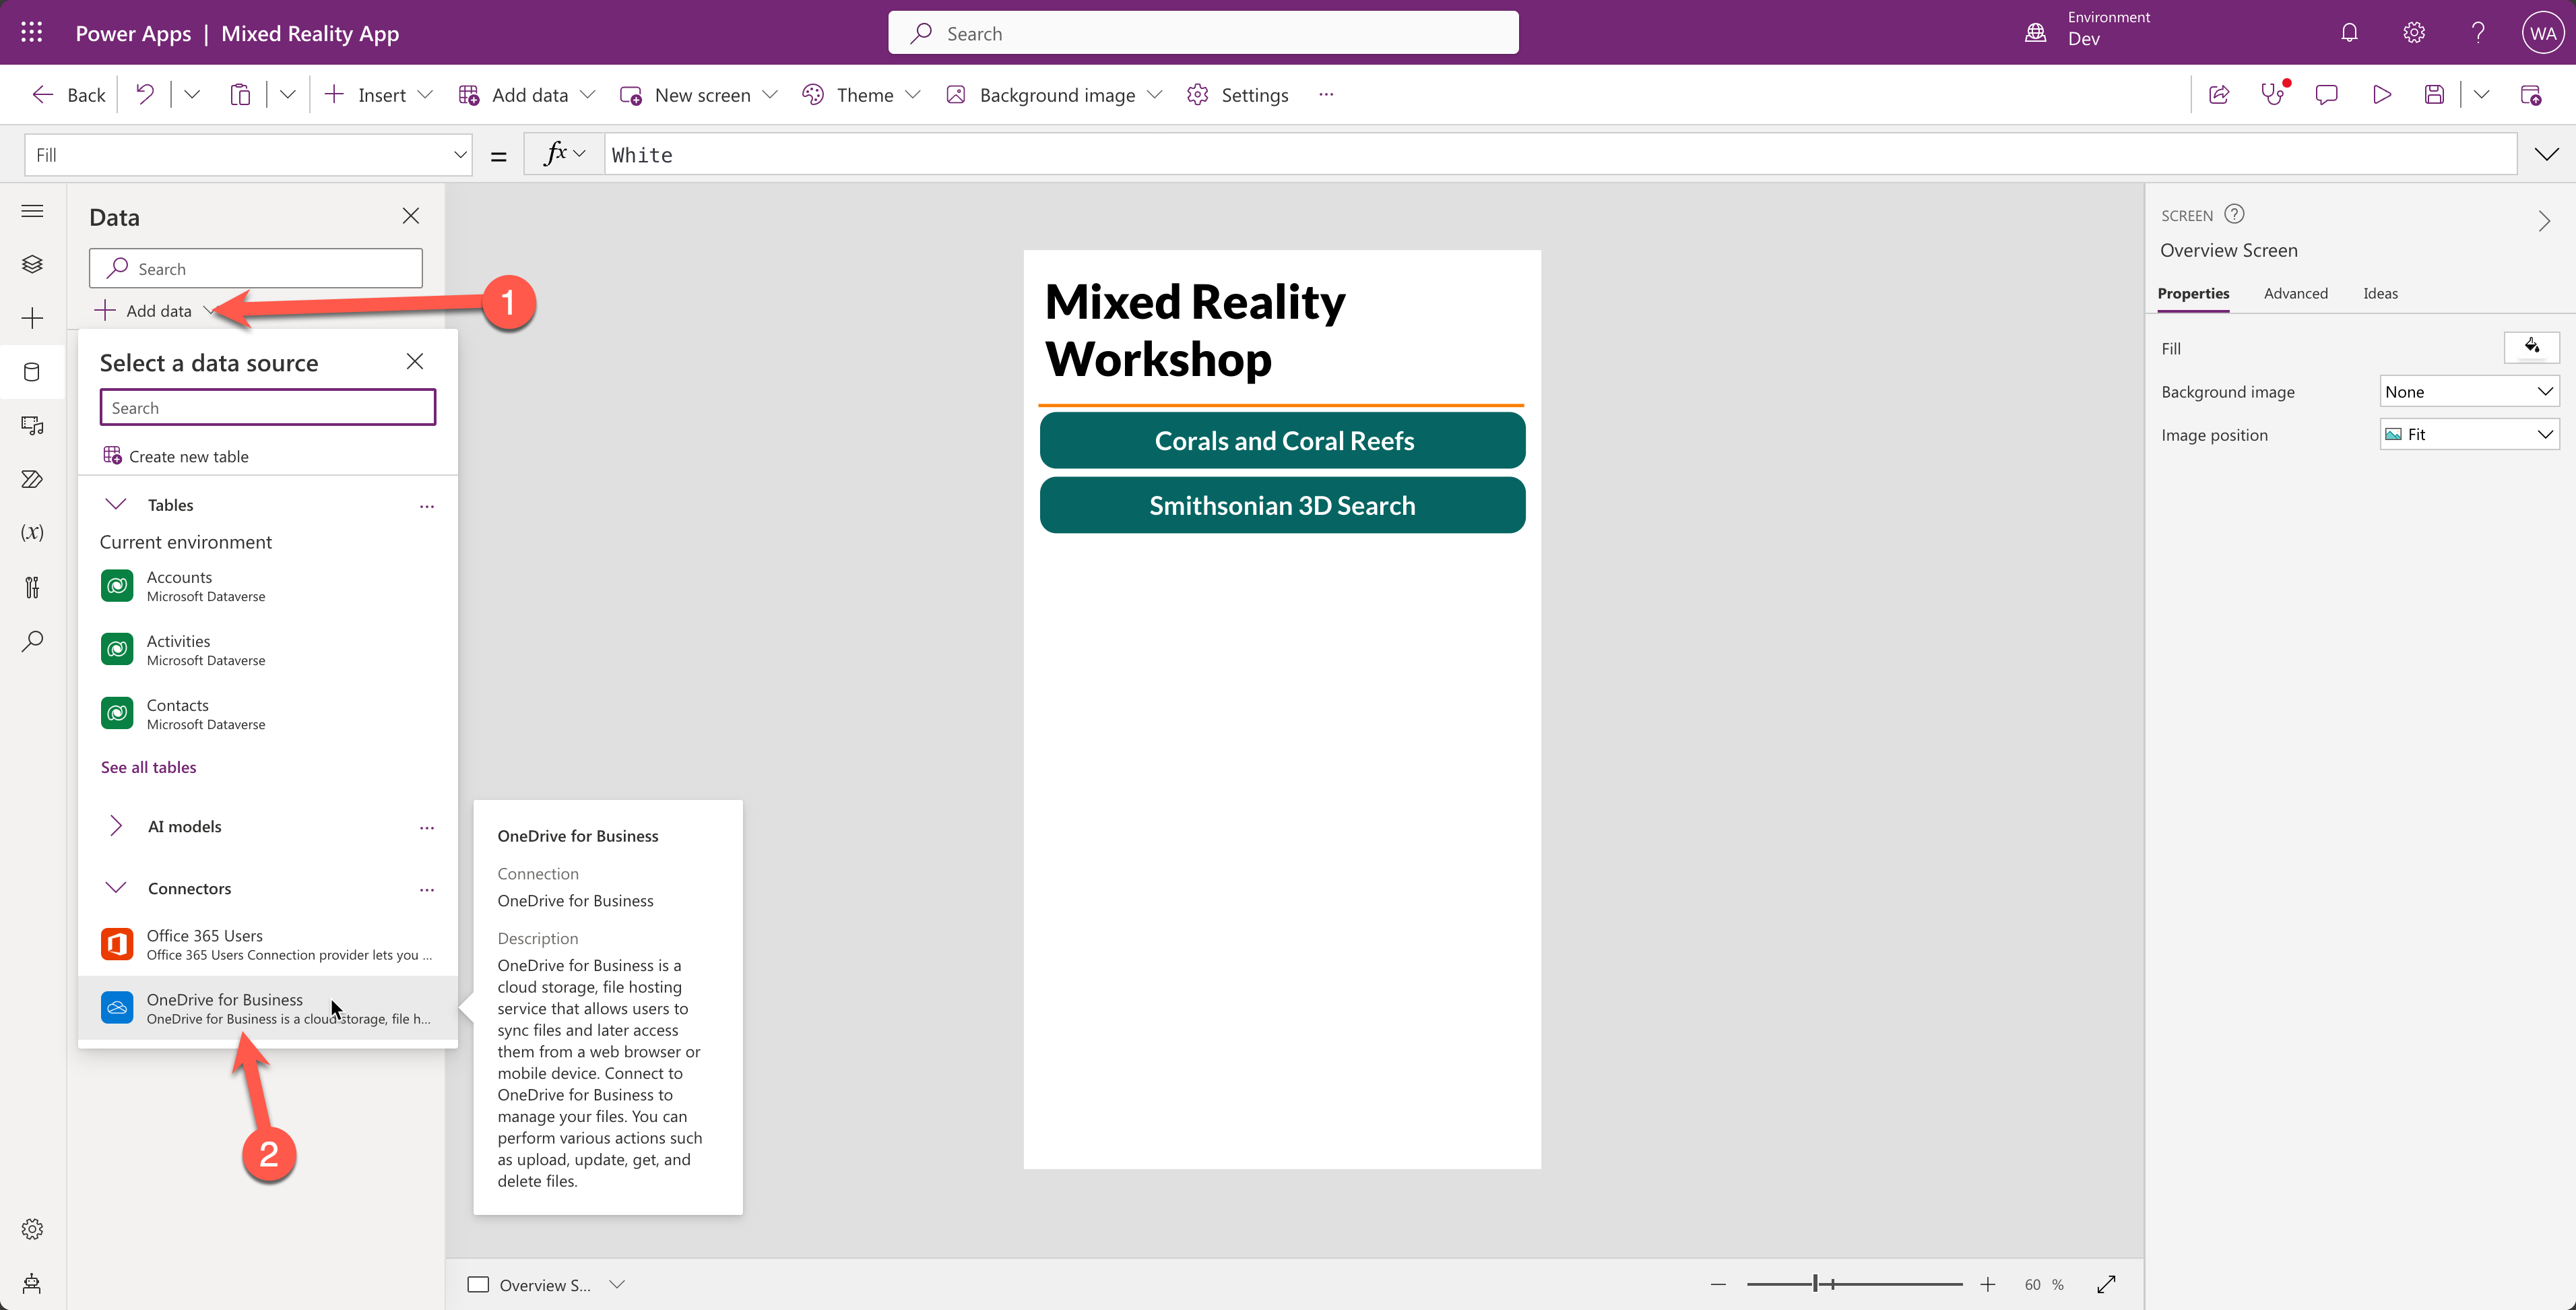 Power Apps | Mixed Reality App
Search
Environment
Dev
WA
Back
Insert
Add data
New screen
Theme
Background image
Settings
Fill
=
fx
White
Data
Search
Add data
1
Select a data source
Search
Create new table
Tables
Current environment
Accounts
Microsoft Dataverse
Activities
Microsoft Dataverse
Contacts
Microsoft Dataverse
See all tables
AI models
Connectors
Office 365 Users
Office 365 Users Connection provider lets you ...
OneDrive for Business
OneDrive for Business is a cloud storage, file h...
2
(x)
OneDrive for Business
Connection
OneDrive for Business
Description
OneDrive for Business is a
cloud storage, file hosting
service that allows users to
sync files and later access
them from a web browser or
mobile device. Connect to
OneDrive for Business to
manage your files. You can
perform various actions such
as upload, update, get, and
delete files.
Mixed Reality
Workshop
Corals and Coral Reefs
Smithsonian 3D Search
SCREEN
Overview Screen
Properties
Advanced
Ideas
Fill
Background image
None
Image position
Fit
Overview S...
60 %